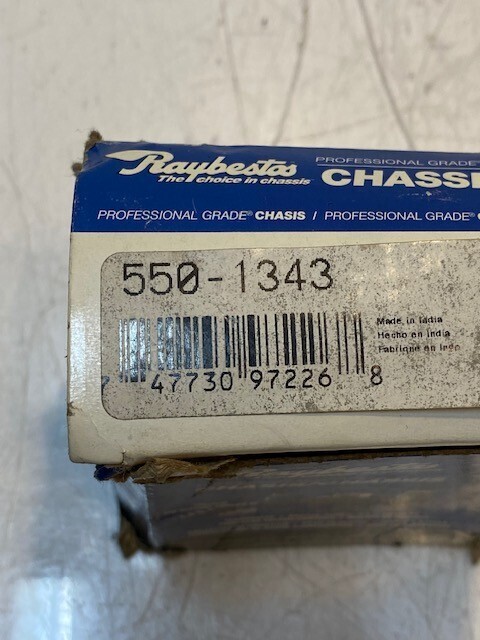 Raybestos
The choice in chassis
PROFESSIONAL GRADE
CHASSI
PROFESSIONAL GRADE® CHASIS / PROFESSIONAL GRADE®
550-1343
Made in India
Hecho en India
Fabriqué en Inde
7 47730 97226 8